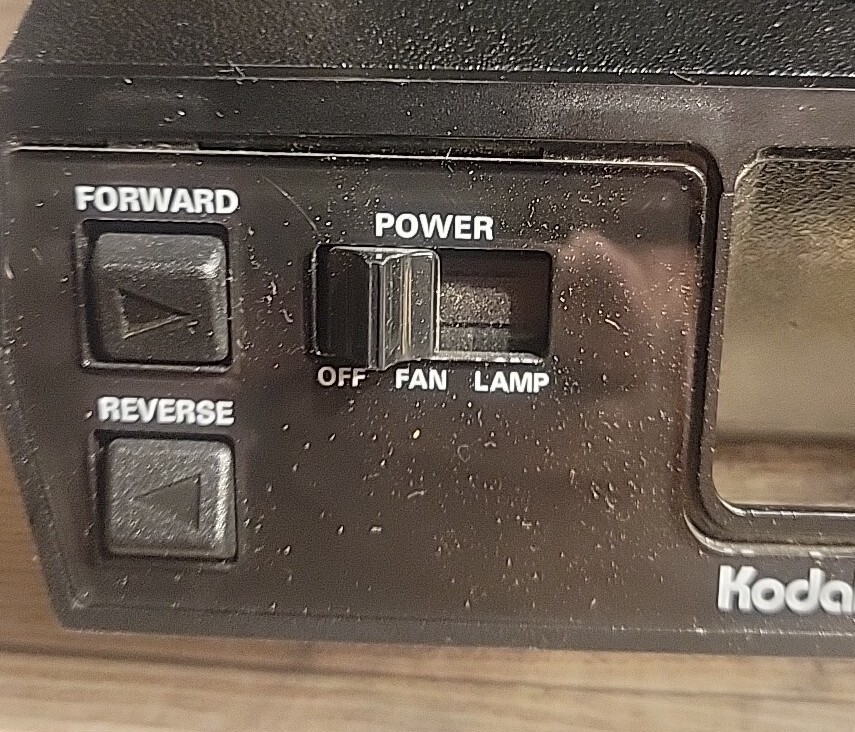 FORWARD
POWER
OFF FAN LAMP
REVERSE
Koda